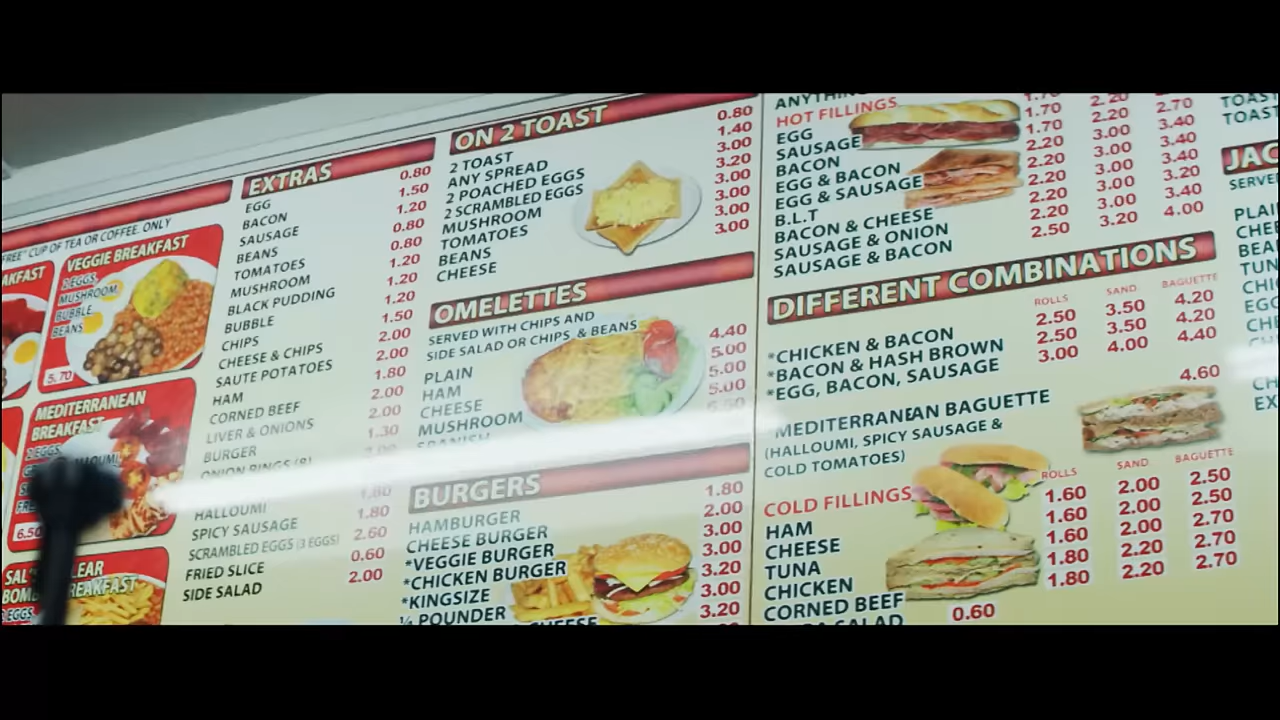 "FREE" CUP OF TEA OR COFFEE. ONLY
VEGGIE BREAKFAST
2 EGGS,
MUSHROOM,
BUBBLE,
BEANS
5.70
MEDITERRANEAN
BREAKFAST
2 EGGS,
6.50
EXTRAS
EGG 0.80
BACON 1.50
SAUSAGE 1.20
BEANS 0.80
TOMATOES 0.80
MUSHROOM 1.20
BLACK PUDDING 1.20
BUBBLE 1.20
CHIPS 1.50
CHEESE & CHIPS 2.00
SAUTE POTATOES 2.00
HAM 1.80
CORNED BEEF 2.00
LIVER & ONIONS 2.00
BURGER 1.30
ONION RINGS (8)
HALLOUMI 1.80
SPICY SAUSAGE 1.80
SCRAMBLED EGGS (3 EGGS) 2.60
FRIED SLICE 0.60
SIDE SALAD 2.00
ON 2 TOAST
2 TOAST 0.80
ANY SPREAD 1.40
2 POACHED EGGS 3.00
2 SCRAMBLED EGGS 3.20
MUSHROOM 3.00
TOMATOES 3.00
BEANS 3.00
CHEESE 3.00
OMELETTES
SERVED WITH CHIPS AND
SIDE SALAD OR CHIPS & BEANS
PLAIN 4.40
HAM 5.00
CHEESE 5.00
MUSHROOM 5.00
SPANISH
BURGERS
HAMBURGER 1.80
CHEESE BURGER 2.00
*VEGGIE BURGER 3.00
*CHICKEN BURGER 3.00
*KINGSIZE 3.20
¼ POUNDER 3.00
CHEESE 3.20
ANYTHING
HOT FILLINGS
EGG 1.70 2.20 2.70
SAUSAGE 1.70 2.20 2.70
BACON 2.20 3.00 3.40
EGG & BACON 2.20 3.00 3.40
EGG & SAUSAGE 2.20 3.00 3.40
B.L.T 2.20 3.00 3.20
BACON & CHEESE 2.20 3.00 3.40
SAUSAGE & ONION 2.50 3.20 4.00
SAUSAGE & BACON
DIFFERENT COMBINATIONS
ROLLS SAND BAGUETTE
*CHICKEN & BACON 2.50 3.50 4.20
*BACON & HASH BROWN 2.50 3.50 4.20
*EGG, BACON, SAUSAGE 3.00 4.00 4.40
MEDITERRANEAN BAGUETTE 4.60
(HALLOUMI, SPICY SAUSAGE &
COLD TOMATOES)
COLD FILLINGS ROLLS SAND BAGUETTE
HAM 1.60 2.00 2.50
CHEESE 1.60 2.00 2.50
TUNA 1.60 2.00 2.70
CHICKEN 1.80 2.20 2.70
CORNED BEEF 1.80 2.20 2.70
SALAD 0.60